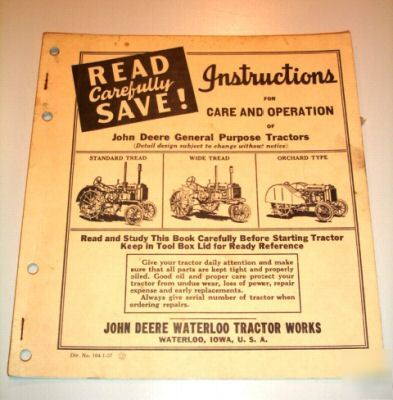 READ
Carefully
SAVE!
Instructions
FOR
CARE AND OPERATION
OF
John Deere General Purpose Tractors
(Detail design subject to change without notice)
STANDARD TREAD
WIDE TREAD
ORCHARD TYPE
Read and Study This Book Carefully Before Starting Tractor
Keep in Tool Box Lid for Ready Reference
Give your tractor daily attention and make
sure that all parts are kept tight and properly
oiled. Good oil and proper care protect your
tractor from undue wear, loss of power, repair
expense and early replacements.
Always give serial number of tractor when
ordering repairs.
JOHN DEERE WATERLOO TRACTOR WORKS
WATERLOO, IOWA, U. S. A.
Dir. No. 104-1-37